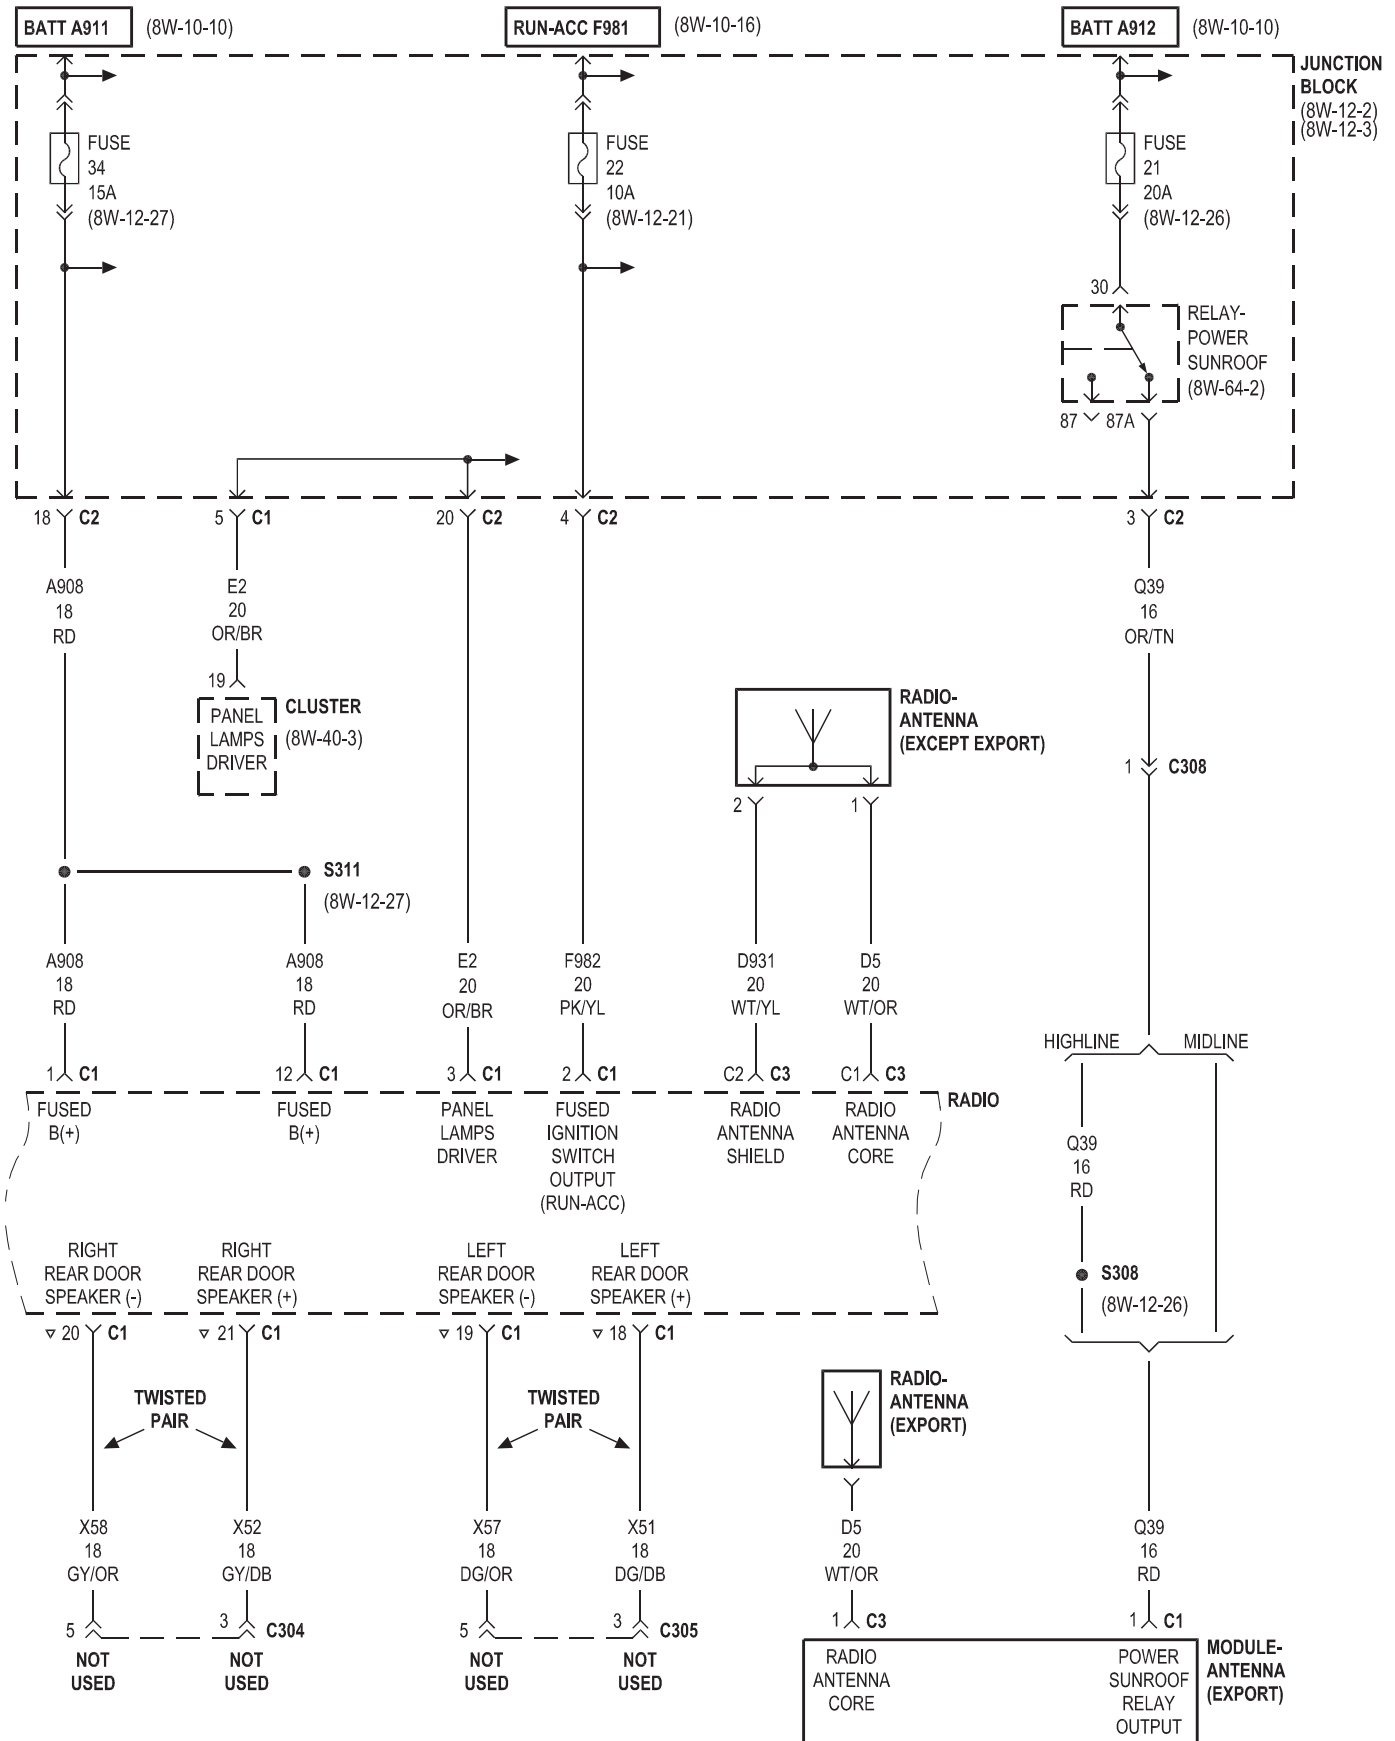 BATT A911 (8W-10-10)
RUN-ACC F981 (8W-10-16)
BATT A912 (8W-10-10)
JUNCTION
BLOCK
(8W-12-2)
(8W-12-3)
FUSE
34
15A
(8W-12-27)
FUSE
22
10A
(8W-12-21)
FUSE
21
20A
(8W-12-26)
30
RELAY-
POWER
SUNROOF
(8W-64-2)
87 87A
18 C2
5 C1
20 C2
4 C2
3 C2
A908
18
RD
E2
20
OR/BR
Q39
16
OR/TN
19
PANEL
LAMPS
DRIVER
CLUSTER
(8W-40-3)
RADIO-
ANTENNA
(EXCEPT EXPORT)
2 1
1 C308
S311
(8W-12-27)
A908
18
RD
A908
18
RD
E2
20
OR/BR
F982
20
PK/YL
D931
20
WT/YL
D5
20
WT/OR
HIGHLINE MIDLINE
1 C1
12 C1
3 C1
2 C1
C2 C3
C1 C3
RADIO
FUSED
B(+)
FUSED
B(+)
PANEL
LAMPS
DRIVER
FUSED
IGNITION
SWITCH
OUTPUT
(RUN-ACC)
RADIO
ANTENNA
SHIELD
RADIO
ANTENNA
CORE
Q39
16
RD
S308
(8W-12-26)
RIGHT
REAR DOOR
SPEAKER (-)
RIGHT
REAR DOOR
SPEAKER (+)
LEFT
REAR DOOR
SPEAKER (-)
LEFT
REAR DOOR
SPEAKER (+)
20 C1
21 C1
19 C1
18 C1
TWISTED
PAIR
TWISTED
PAIR
RADIO-
ANTENNA
(EXPORT)
X58
18
GY/OR
X52
18
GY/DB
X57
18
DG/OR
X51
18
DG/DB
D5
20
WT/OR
Q39
16
RD
5
3 C304
5
3 C305
1 C3
1 C1
NOT
USED
NOT
USED
NOT
USED
NOT
USED
RADIO
ANTENNA
CORE
POWER
SUNROOF
RELAY
OUTPUT
MODULE-
ANTENNA
(EXPORT)